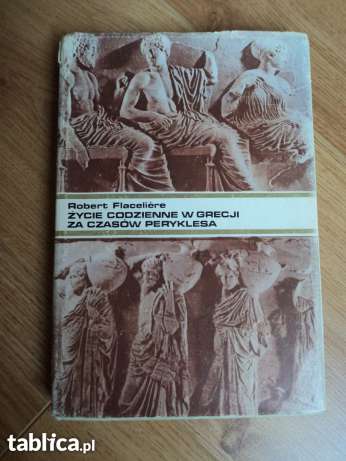 Robert Flacelière
ŻYCIE CODZIENNE W GRECJI
ZA CZASÓW PERYKLESA
tablica.pl